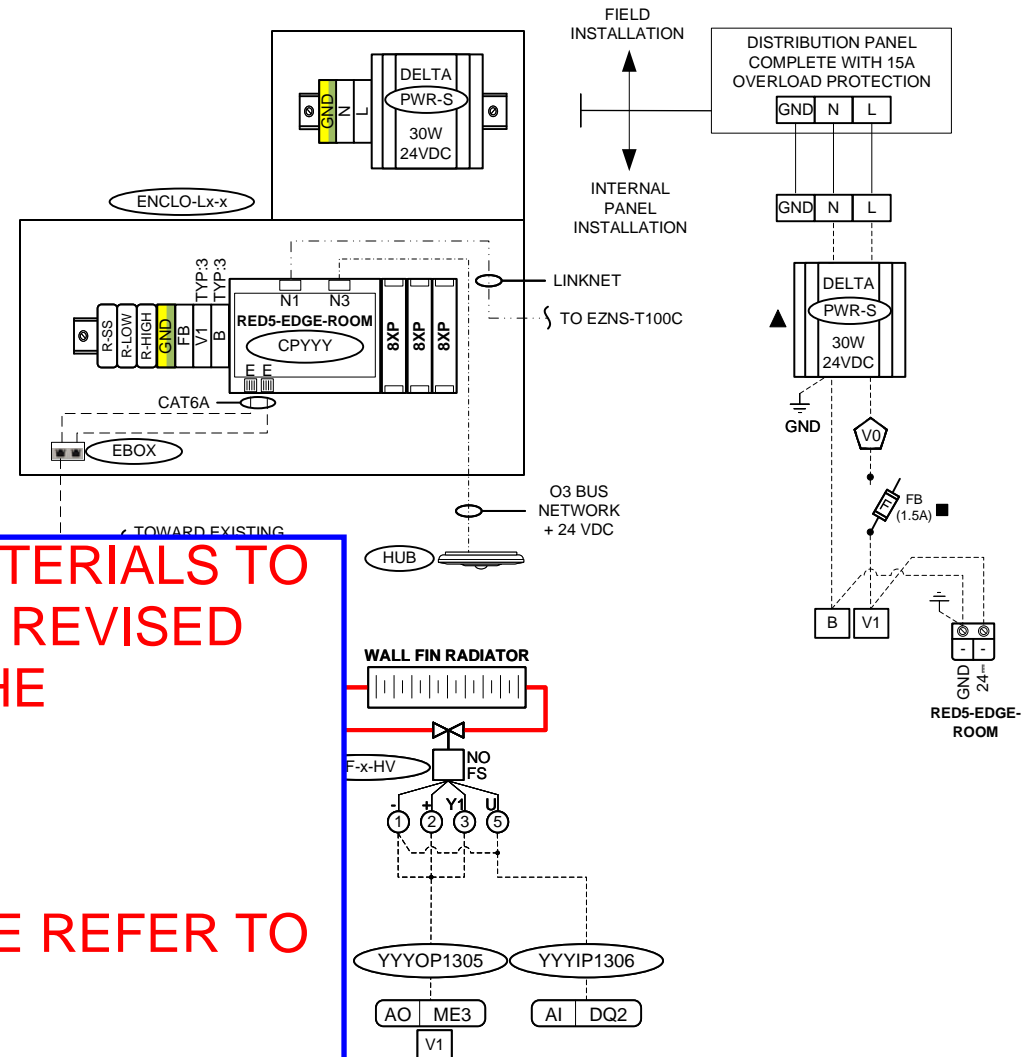 FIELD
INSTALLATION
DISTRIBUTION PANEL
COMPLETE WITH 15A
OVERLOAD PROTECTION
GND N L
DELTA
PWR-S
30W
24VDC
GND
N
L
ENCLO-Lx-x
INTERNAL
PANEL
INSTALLATION
GND N L
R-SS
R-LOW
R-HIGH
GND
FB
V1
B
TYP:3
TYP:3
N1 N3
RED5-EDGE-ROOM
CPYYY
E E
8XP
8XP
8XP
LINKNET
TO EZNS-T100C
CAT6A
EBOX
DELTA
PWR-S
30W
24VDC
GND
V0
F
FB
(1.5A)
B V1
- -
GND
24
RED5-EDGE-
ROOM
O3 BUS
NETWORK
+ 24 VDC
HUB
TOWARD EXISTING
TERIALS TO
REVISED
HE
E REFER TO
WALL FIN RADIATOR
F-x-HV
NO
FS
- + Y1 U
1 2 3 5
YYYOP1305
YYYIP1306
AO ME3
AI DQ2
V1